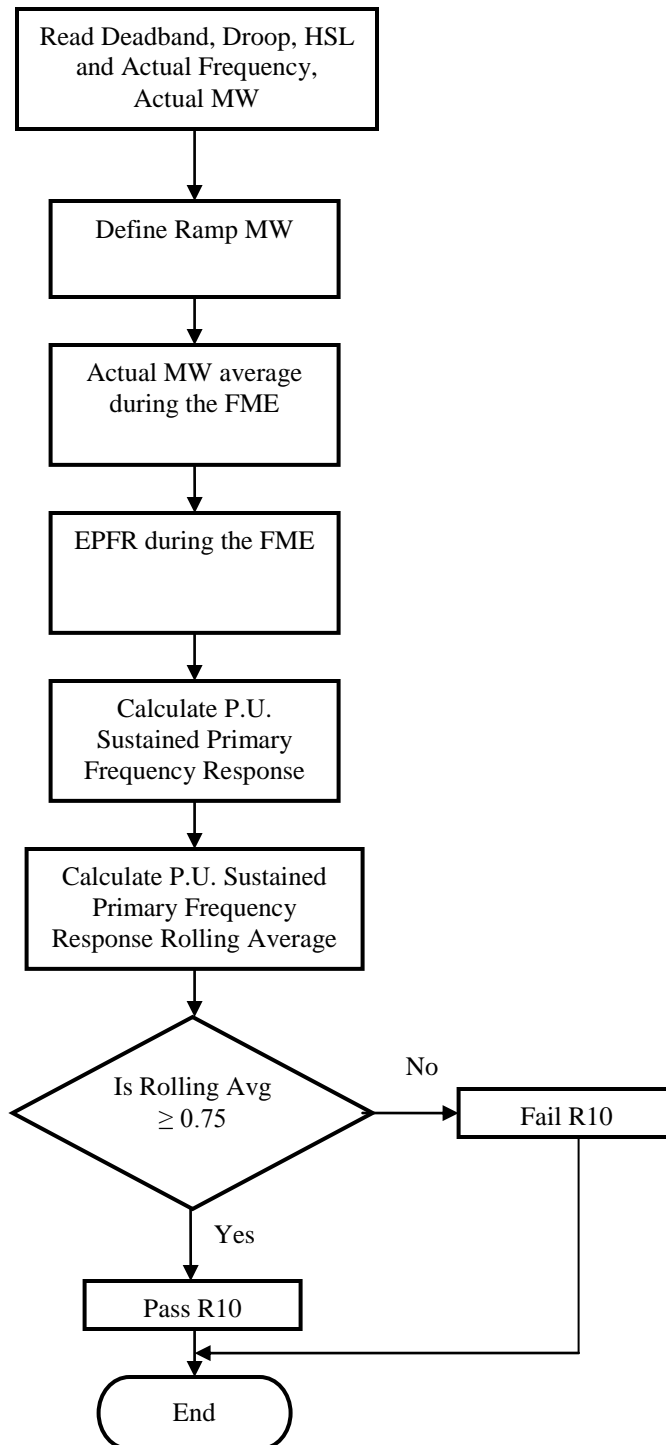 Read Deadband, Droop, HSL
and Actual Frequency,
Actual MW
Define Ramp MW
Actual MW average
during the FME
EPFR during the FME
Calculate P.U.
Sustained Primary
Frequency Response
Calculate P.U. Sustained
Primary Frequency
Response Rolling Average
Is Rolling Avg
≥ 0.75
No
Fail R10
Yes
Pass R10
End